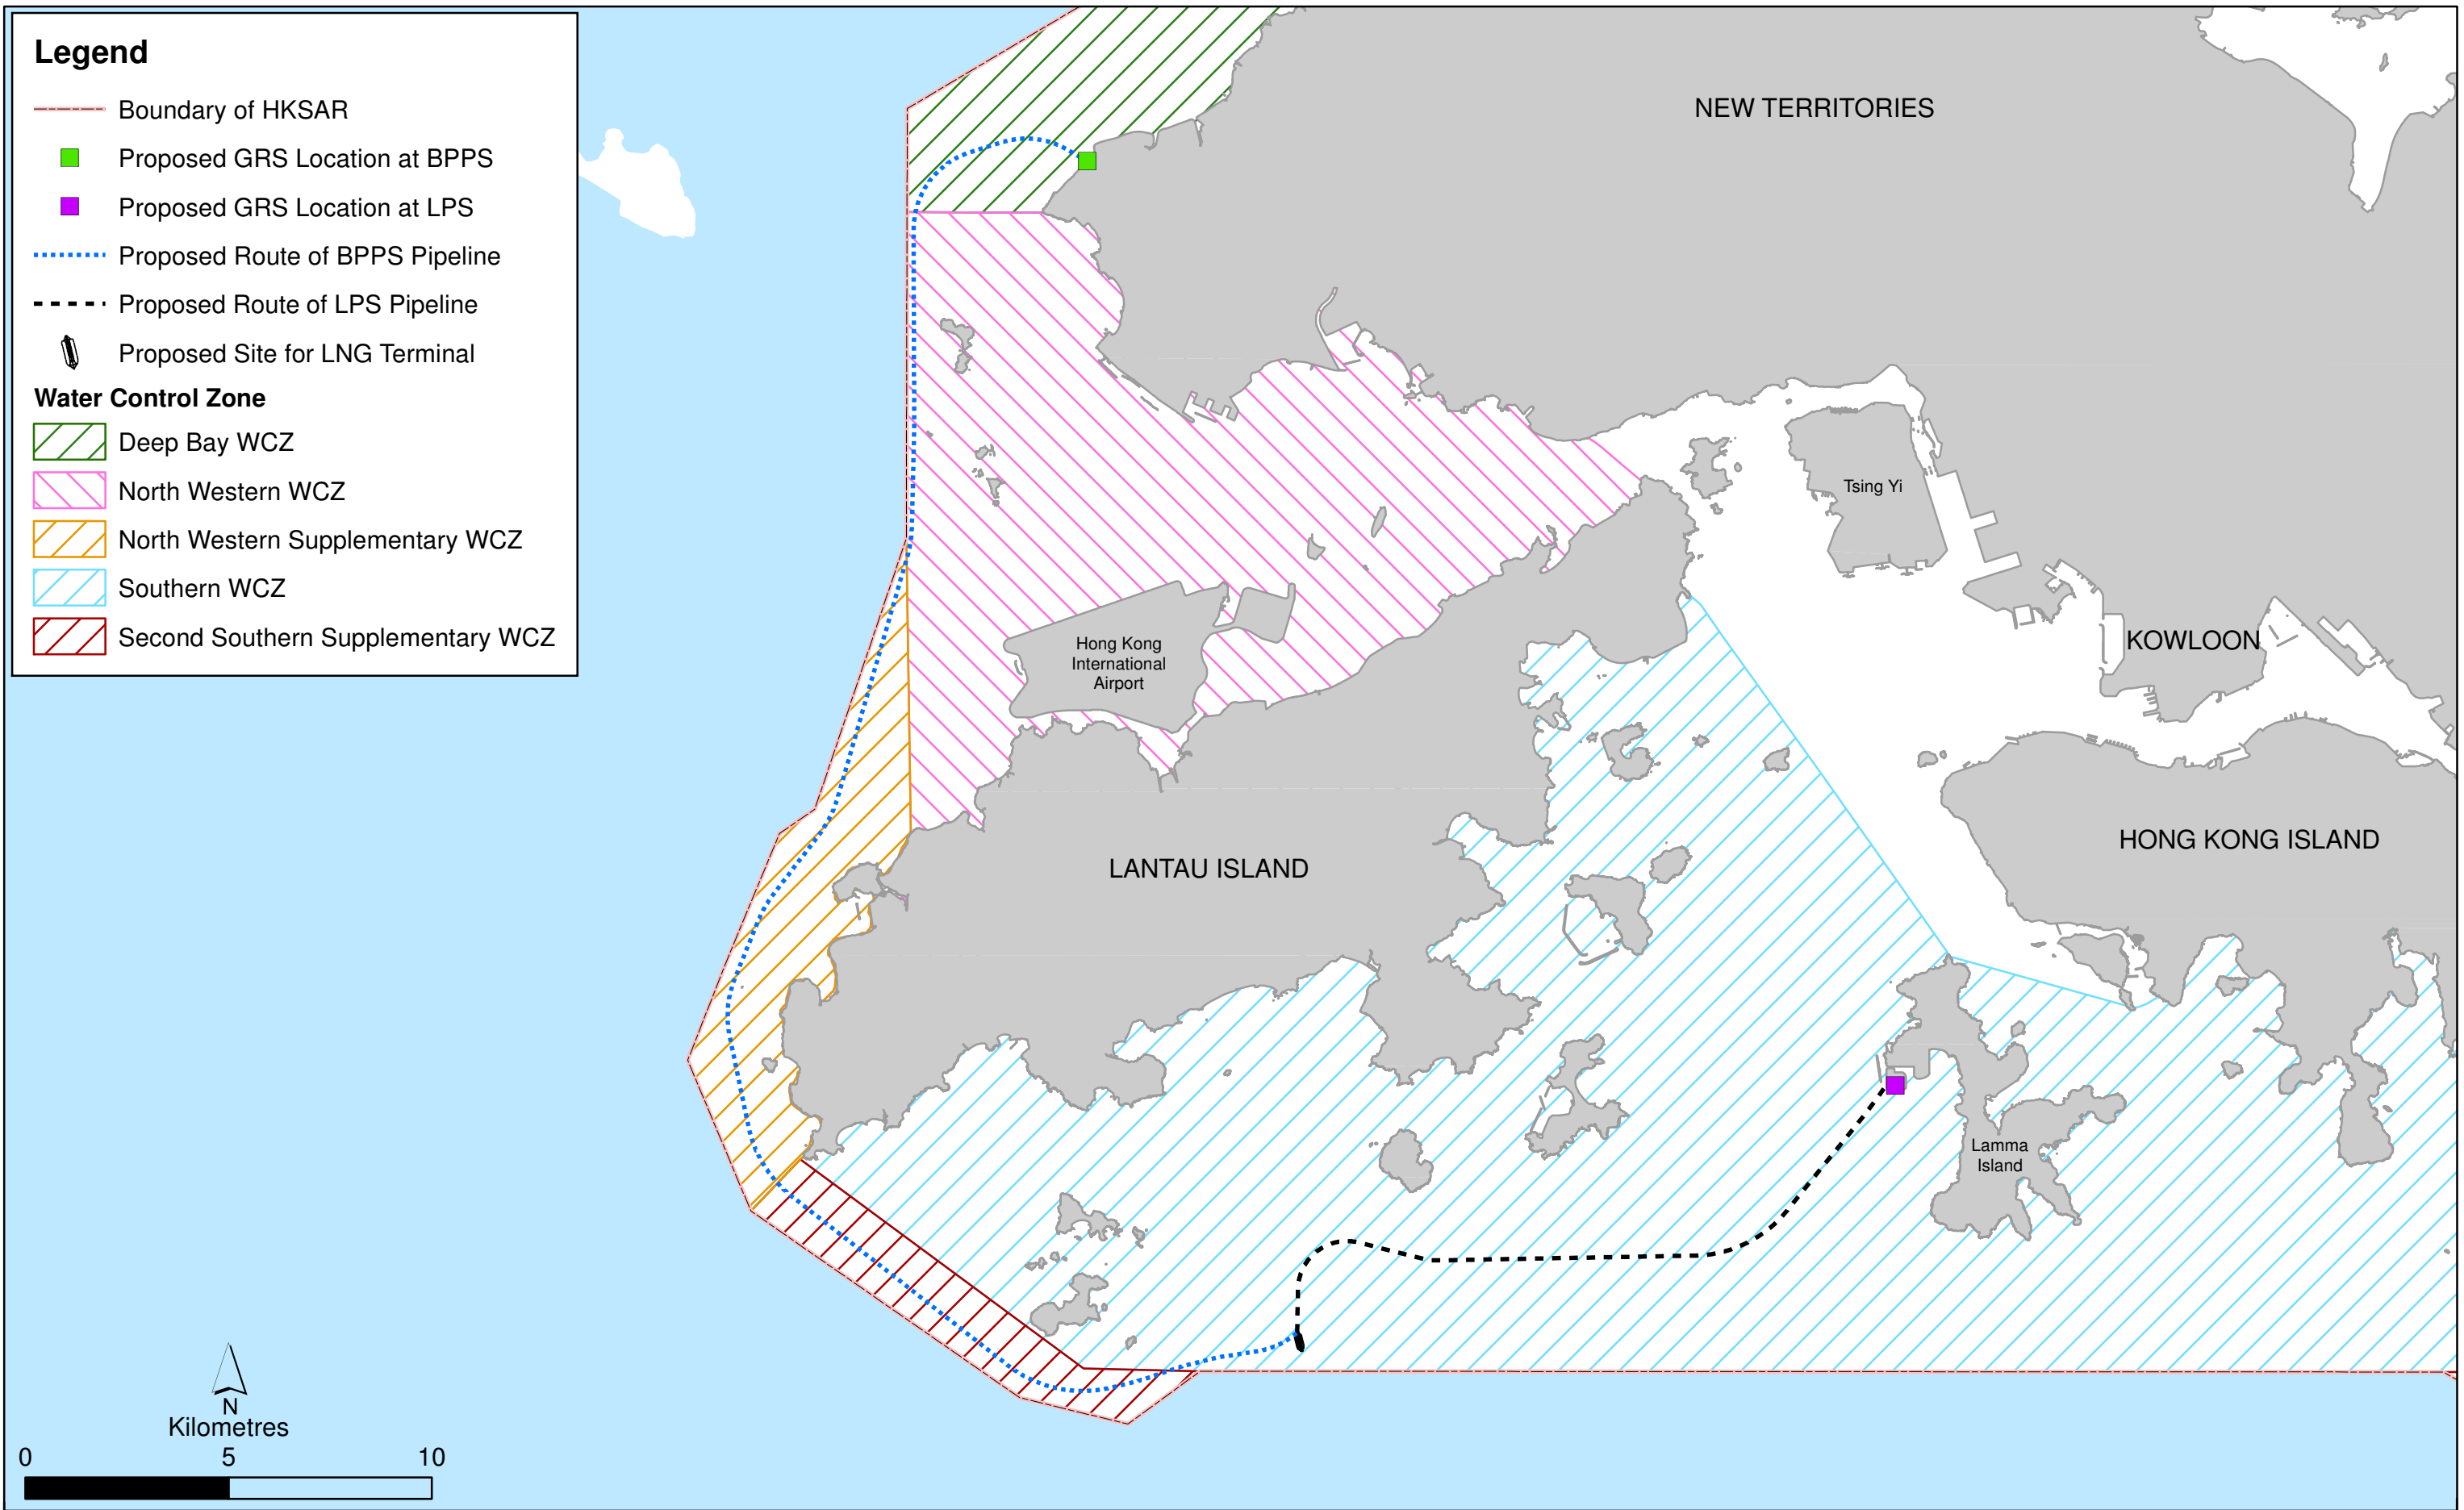 Legend
Boundary of HKSAR
Proposed GRS Location at BPPS
Proposed GRS Location at LPS
Proposed Route of BPPS Pipeline
Proposed Route of LPS Pipeline
Proposed Site for LNG Terminal
Water Control Zone
Deep Bay WCZ
North Western WCZ
North Western Supplementary WCZ
Southern WCZ
Second Southern Supplementary WCZ
NEW TERRITORIES
Tsing Yi
Hong Kong
International
Airport
KOWLOON
LANTAU ISLAND
HONG KONG ISLAND
Lamma
Island
N
Kilometres
0 5 10